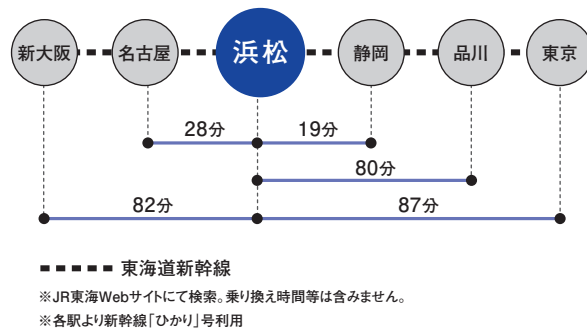 新大阪 名古屋 浜松 静岡 品川 東京
28分 19分
80分
82分 87分
東海道新幹線
※JR東海Webサイトにて検索。乗り換え時間等は含みません。
※各駅より新幹線「ひかり」号利用